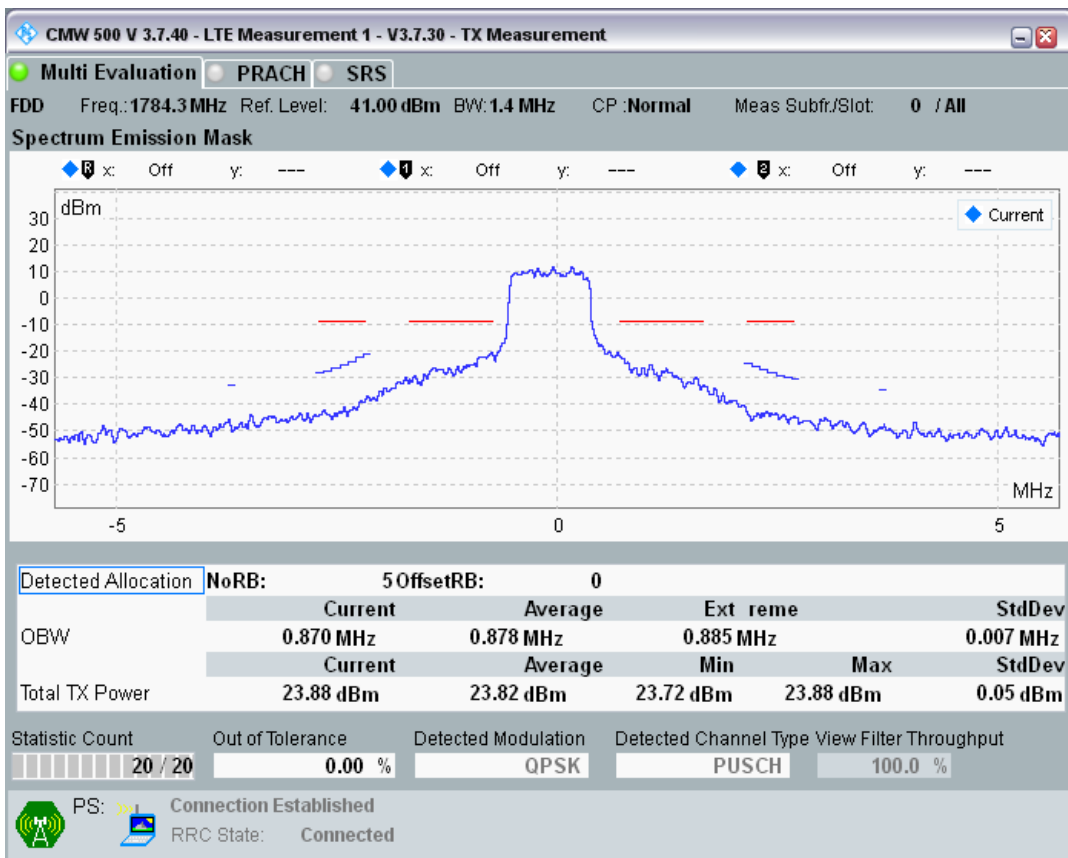 CMW 500 V 3.7.40 - LTE Measurement 1 - V3.7.30 - TX Measurement
Multi Evaluation PRACH SRS
FDD Freq.: 1784.3 MHz Ref. Level: 41.00 dBm BW: 1.4 MHz CP : Normal Meas Subfr./Slot: 0 / All
Spectrum Emission Mask
R x: Off y: --- 1 x: Off y: --- 2 x: Off y: ---
dBm
Current
30
20
10
0
-10
-20
-30
-40
-50
-60
-70
MHz
-5 0 5
Detected Allocation NoRB: 5 OffsetRB: 0
Current Average Ext reme StdDev
OBW 0.870 MHz 0.878 MHz 0.885 MHz 0.007 MHz
Current Average Min Max StdDev
Total TX Power 23.88 dBm 23.82 dBm 23.72 dBm 23.88 dBm 0.05 dBm
Statistic Count Out of Tolerance Detected Modulation Detected Channel Type View Filter Throughput
20 / 20 0.00 % QPSK PUSCH 100.0 %
PS: Connection Established
RRC State: Connected